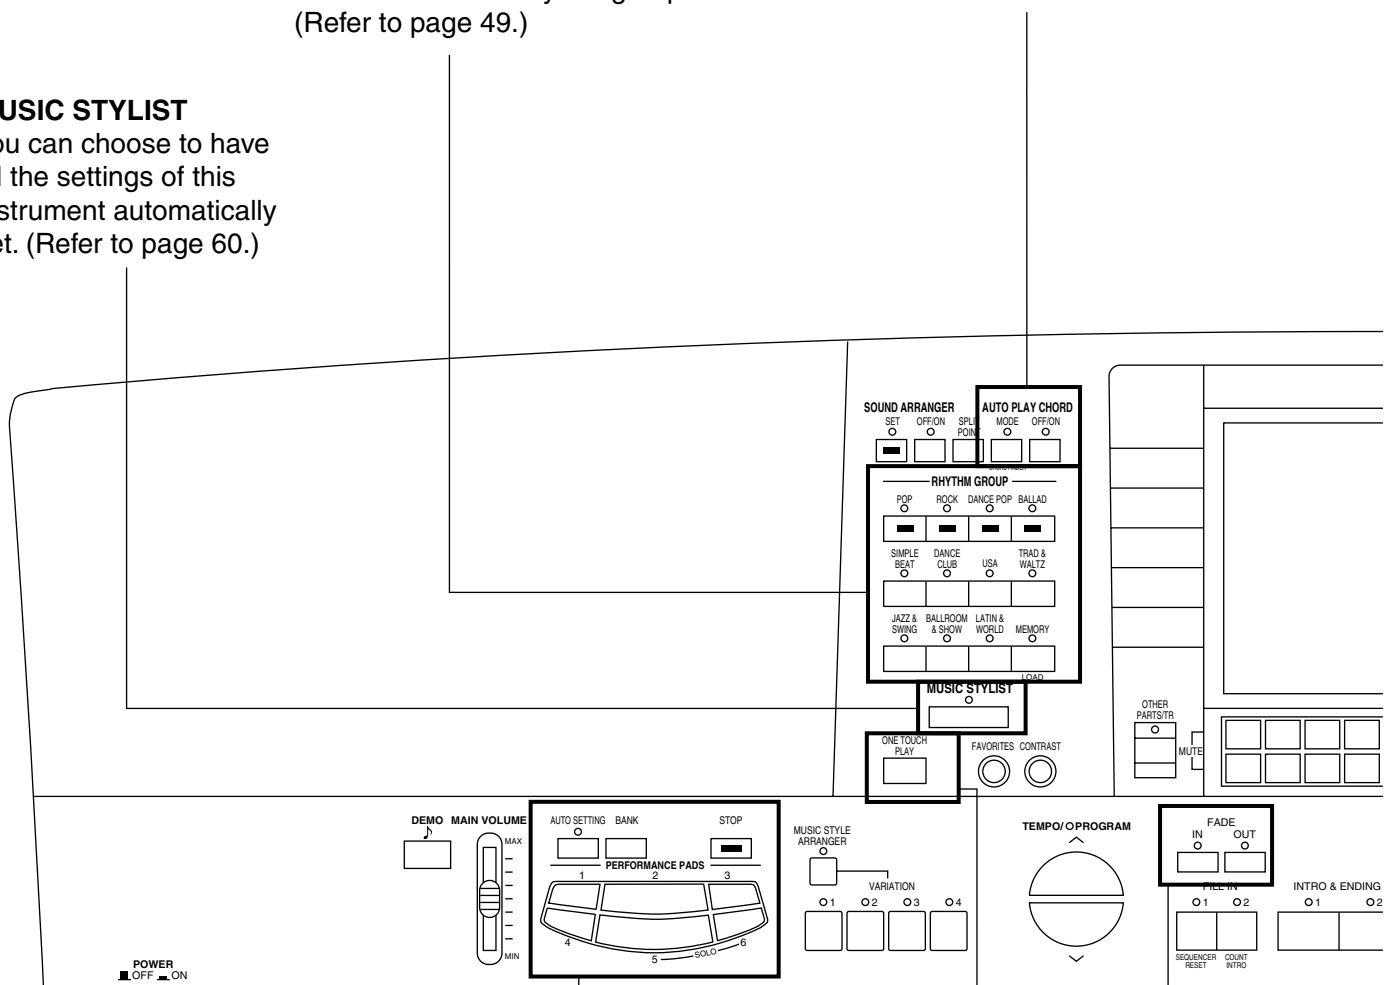 (Refer to page 49.)
USIC STYLIST
ou can choose to have
the settings of this
strument automatically
et. (Refer to page 60.)
SOUND ARRANGER AUTO PLAY CHORD
SET OFF/ON SPLIT POINT MODE OFF/ON
RHYTHM GROUP
POP ROCK DANCE POP BALLAD
SIMPLE BEAT DANCE CLUB USA TRAD & WALTZ
JAZZ & SWING BALLROOM & SHOW LATIN & WORLD MEMORY
LOAD
MUSIC STYLIST
ONE TOUCH PLAY FAVORITES CONTRAST
OTHER PARTS/TR
MUTE
DEMO MAIN VOLUME
MAX
MIN
AUTO SETTING BANK STOP
PERFORMANCE PADS
1 2 3
4 5 SOLO 6
MUSIC STYLE ARRANGER
VARIATION
1 2 3 4
TEMPO/ PROGRAM
FADE
IN OUT
FILL IN INTRO & ENDING
1 2 1 2
SEQUENCER RESET COUNT INTRO
POWER
OFF ON